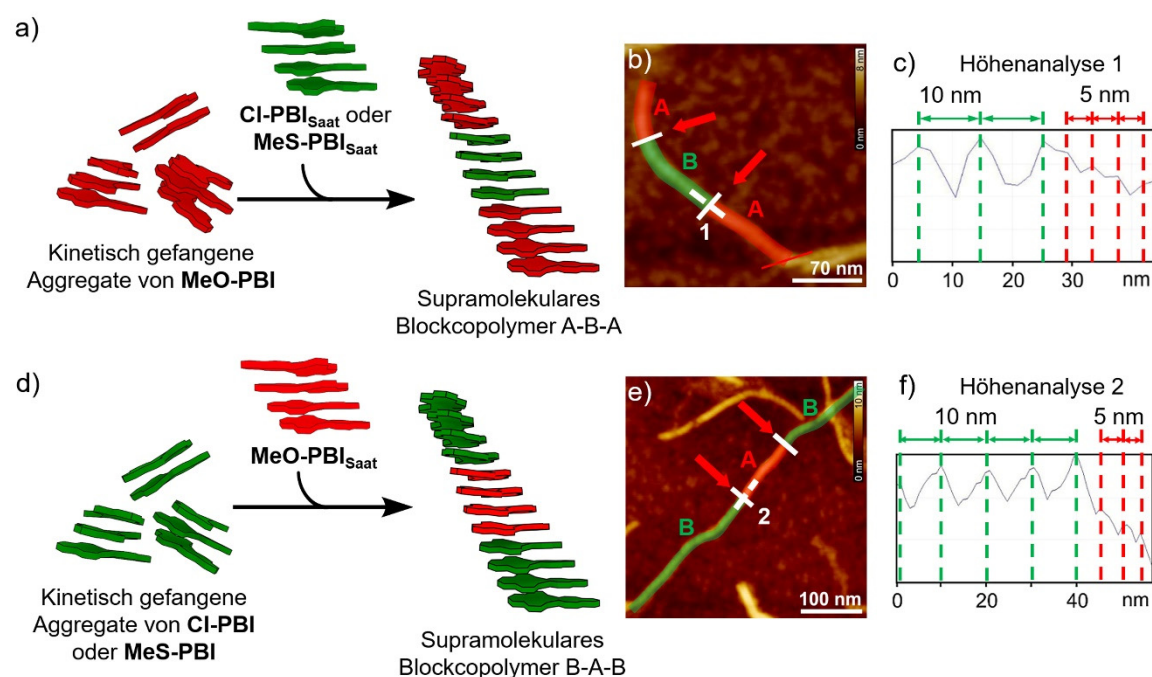 a)
Cl-PBISaat oder
MeS-PBISaat
Kinetisch gefangene
Aggregate von MeO-PBI
Supramolekulares
Blockcopolymer A-B-A
b)
8 nm
0 nm
A
B
A
1
70 nm
c)
Höhenanalyse 1
10 nm
5 nm
0
10
20
30
nm
d)
MeO-PBISaat
Kinetisch gefangene
Aggregate von Cl-PBI
oder MeS-PBI
Supramolekulares
Blockcopolymer B-A-B
e)
10 nm
0 nm
B
A
2
B
100 nm
f)
Höhenanalyse 2
10 nm
5 nm
0
20
40
nm